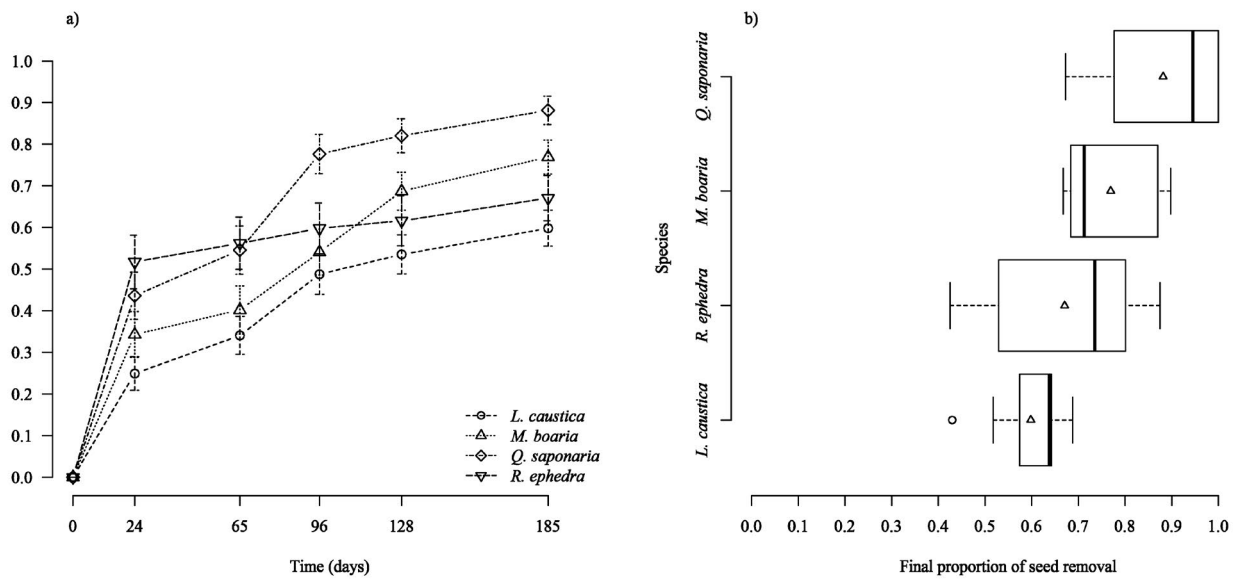 a)
1.0
0.9
0.8
0.7
0.6
0.5
0.4
0.3
0.2
0.1
0.0
L. caustica
M. boaria
Q. saponaria
R. ephedra
0 24 65 96 128 185
Time (days)
b)
Species
Q. saponaria
M. boaria
R. ephedra
L. caustica
0.0 0.1 0.2 0.3 0.4 0.5 0.6 0.7 0.8 0.9 1.0
Final proportion of seed removal